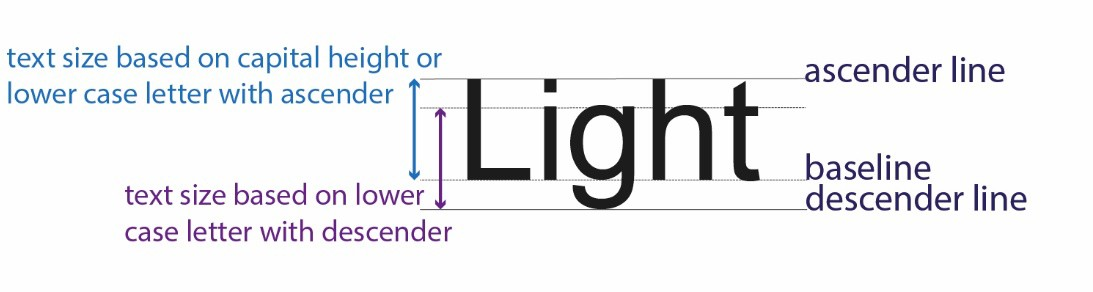 text size based on capital height or
lower case letter with ascender
Light
ascender line
baseline
descender line
text size based on lower
case letter with descender